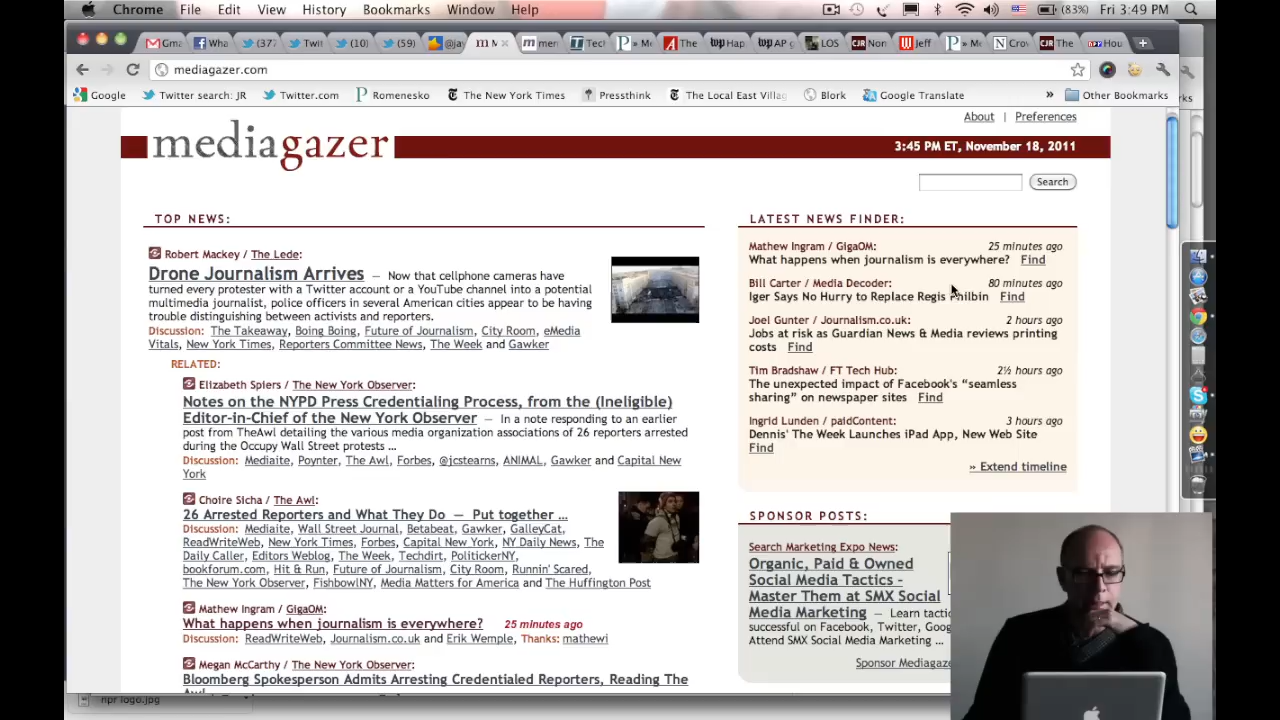 Chrome File Edit View History Bookmarks Window Help (83%) Fri 3:49 PM
Gma Wha (37 Twit (10) (59) @ja M mer Tecl » M The Hap AP g LOS Non Jeff » M Crov The Hou
mediagazer.com
Google Twitter search: JR Twitter.com Romenesko The New York Times Pressthink The Local East Villag Blork Google Translate » Other Bookmarks
About | Preferences
mediagazer
3:45 PM ET, November 18, 2011
Search
TOP NEWS:
Robert Mackey / The Lede:
Drone Journalism Arrives — Now that cellphone cameras have
turned every protester with a Twitter account or a YouTube channel into a potential
multimedia journalist, police officers in several American cities appear to be having
trouble distinguishing between activists and reporters.
Discussion: The Takeaway, Boing Boing, Future of Journalism, City Room, eMedia
Vitals, New York Times, Reporters Committee News, The Week and Gawker
RELATED:
Elizabeth Spiers / The New York Observer:
Notes on the NYPD Press Credentialing Process, from the (Ineligible)
Editor-in-Chief of the New York Observer — In a note responding to an earlier
post from TheAwl detailing the various media organization associations of 26 reporters arrested
during the Occupy Wall Street protests ...
Discussion: Mediaite, Poynter, The Awl, Forbes, @jcstearns, ANIMAL, Gawker and Capital New
York
Choire Sicha / The Awl:
26 Arrested Reporters and What They Do — Put together ...
Discussion: Mediaite, Wall Street Journal, Betabeat, Gawker, GalleyCat,
ReadWriteWeb, New York Times, Forbes, Capital New York, NY Daily News, The
Daily Caller, Editors Weblog, The Week, Techdirt, PolitickerNY,
bookforum.com, Hit & Run, Future of Journalism, City Room, Runnin' Scared,
The New York Observer, FishbowlNY, Media Matters for America and The Huffington Post
Mathew Ingram / GigaOM:
What happens when journalism is everywhere? 25 minutes ago
Discussion: ReadWriteWeb, Journalism.co.uk and Erik Wemple, Thanks: mathewi
Megan McCarthy / The New York Observer:
Bloomberg Spokesperson Admits Arresting Credentialed Reporters, Reading The
Awl
LATEST NEWS FINDER:
Mathew Ingram / GigaOM: 25 minutes ago
What happens when journalism is everywhere? Find
Bill Carter / Media Decoder: 80 minutes ago
Iger Says No Hurry to Replace Regis Philbin Find
Joel Gunter / Journalism.co.uk: 2 hours ago
Jobs at risk as Guardian News & Media reviews printing
costs Find
Tim Bradshaw / FT Tech Hub: 2½ hours ago
The unexpected impact of Facebook's “seamless
sharing” on newspaper sites Find
Ingrid Lunden / paidContent: 3 hours ago
Dennis' The Week Launches iPad App, New Web Site
Find
» Extend timeline
SPONSOR POSTS:
Search Marketing Expo News:
Organic, Paid & Owned
Social Media Tactics -
Master Them at SMX Social
Media Marketing — Learn tactic
successful on Facebook, Twitter, Goog
Attend SMX Social Media Marketing ...
Sponsor Mediagaze
npr logo.jpg